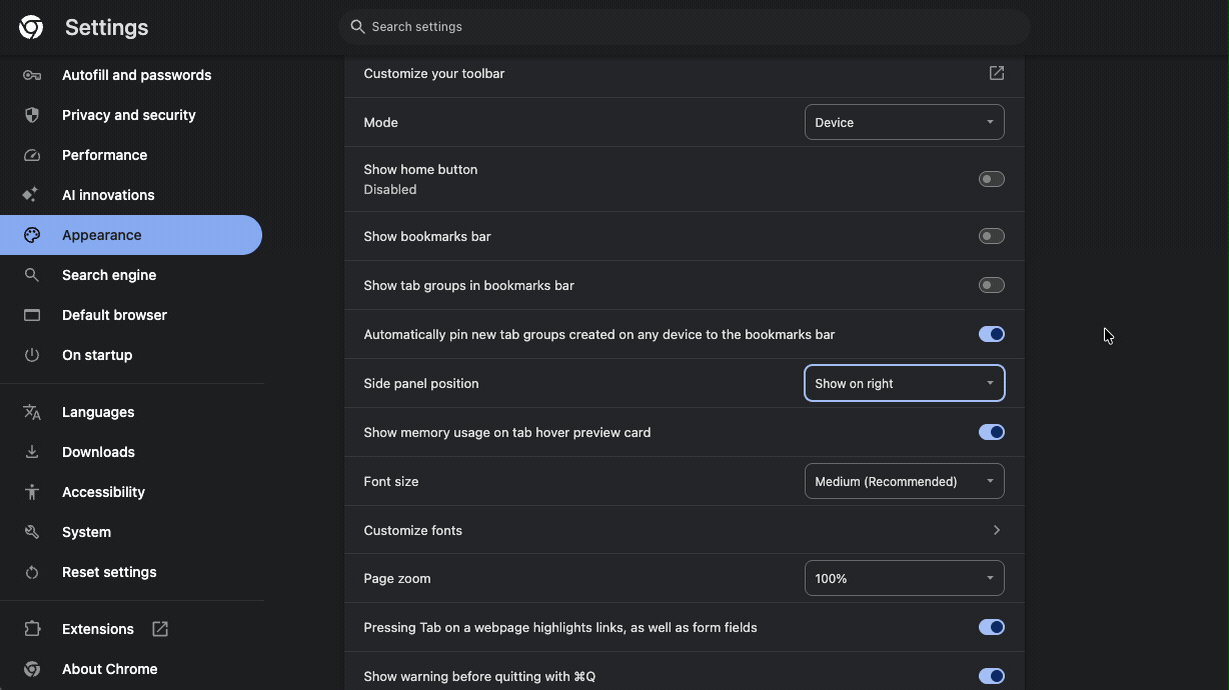 Settings
Search settings
Autofill and passwords
Privacy and security
Performance
AI innovations
Appearance
Search engine
Default browser
On startup
Languages
Downloads
Accessibility
System
Reset settings
Extensions
About Chrome
Customize your toolbar
Mode
Device
Show home button
Disabled
Show bookmarks bar
Show tab groups in bookmarks bar
Automatically pin new tab groups created on any device to the bookmarks bar
Side panel position
Show on right
Show memory usage on tab hover preview card
Font size
Medium (Recommended)
Customize fonts
Page zoom
100%
Pressing Tab on a webpage highlights links, as well as form fields
Show warning before quitting with ⌘Q